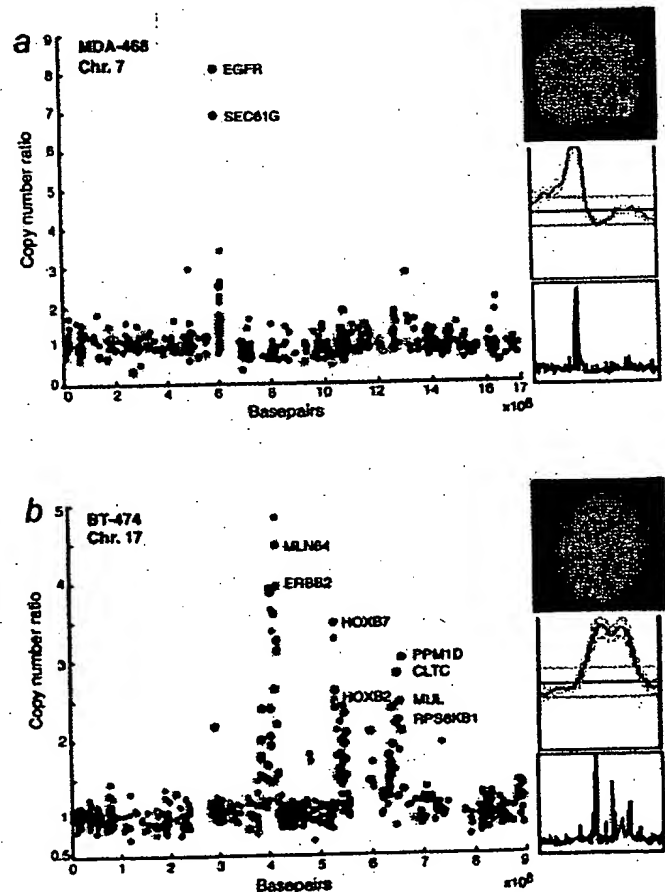 a
MDA-468
Chr. 7
9
8
7
6
5
4
3
2
1
0
EGFR
SEC61G
Copy number ratio
0 2 4 6 8 10 12 14 16 17
Basepairs
x10⁸
b
BT-474
Chr. 17
5
4
3
2
1
0.5
MLN64
ERBB2
HOXB7
PPM1D
CLTC
HOXB2
MUL
RPS6KB1
Copy number ratio
0 1 2 3 4 5 6 7 8 9
Basepairs
x10⁸